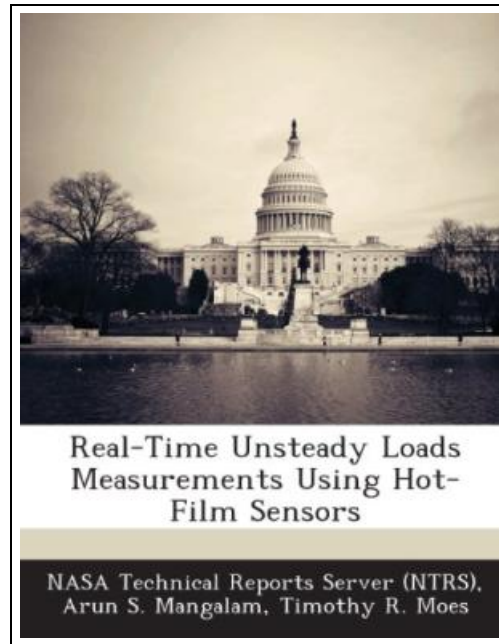 Real-Time Unsteady Loads
Measurements Using Hot-
Film Sensors
NASA Technical Reports Server (NTRS),
Arun S. Mangalam, Timothy R. Moes